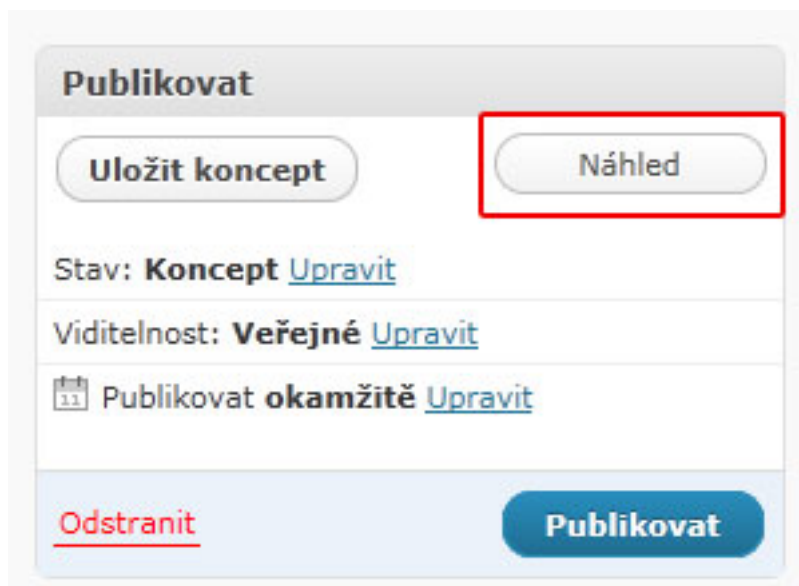 Publikovat
Uložit koncept Náhled
Stav: Koncept Upravit
Viditelnost: Veřejné Upravit
11 Publikovat okamžitě Upravit
Odstranit Publikovat